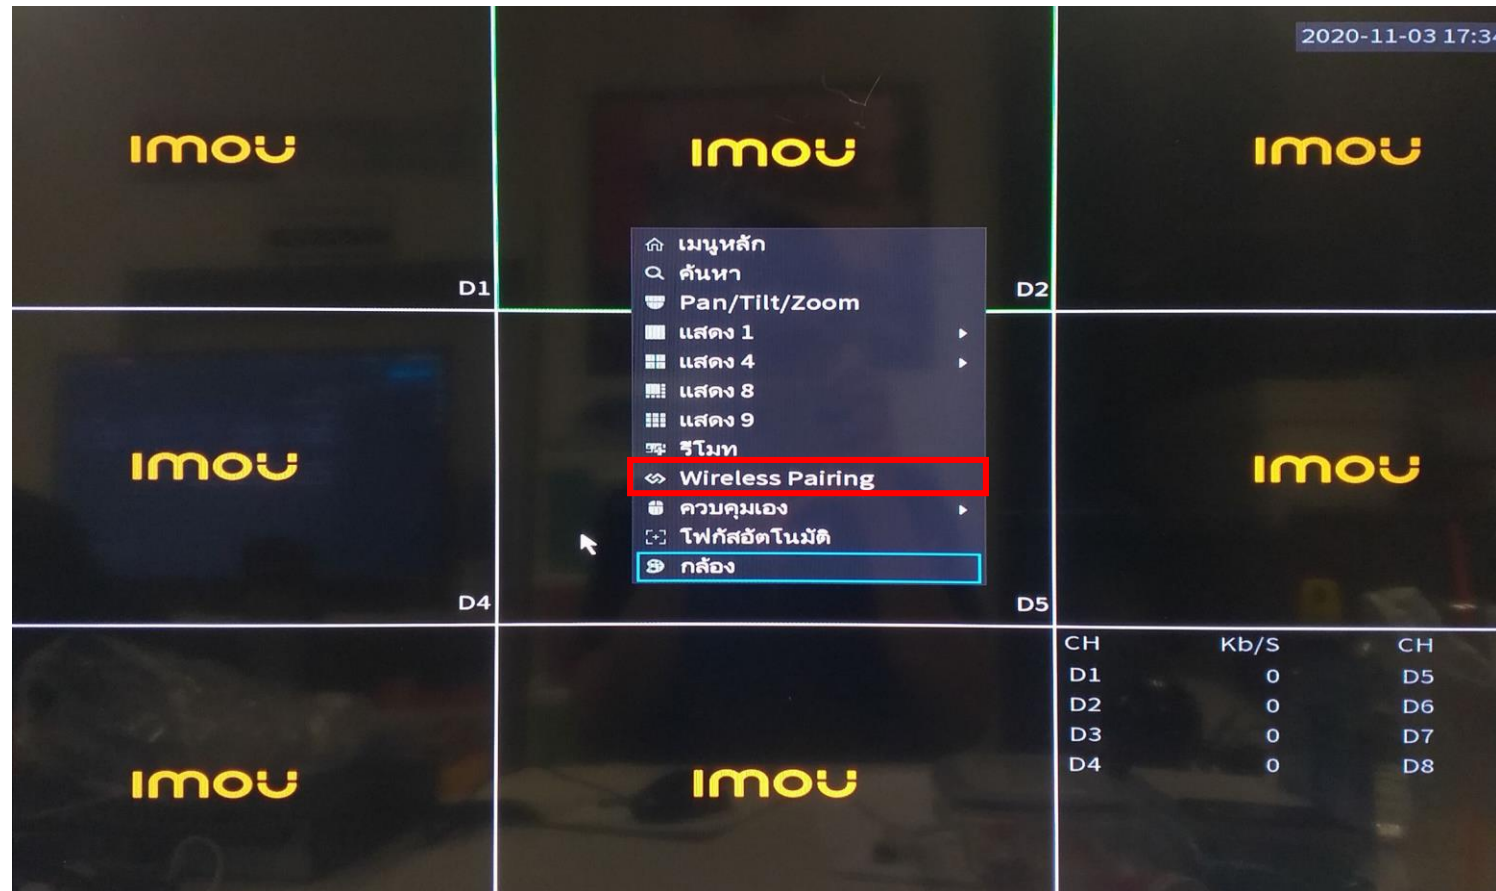 2020-11-03 17:34
imou
imou
imou
D1
D2
เมนูหลัก
ค้นหา
Pan/Tilt/Zoom
แสดง 1
แสดง 4
แสดง 8
แสดง 9
รีโมท
Wireless Pairing
ควบคุมเอง
โฟกัสอัตโนมัติ
กล้อง
imou
imou
D4
D5
imou
imou
CH Kb/S CH
D1 0 D5
D2 0 D6
D3 0 D7
D4 0 D8